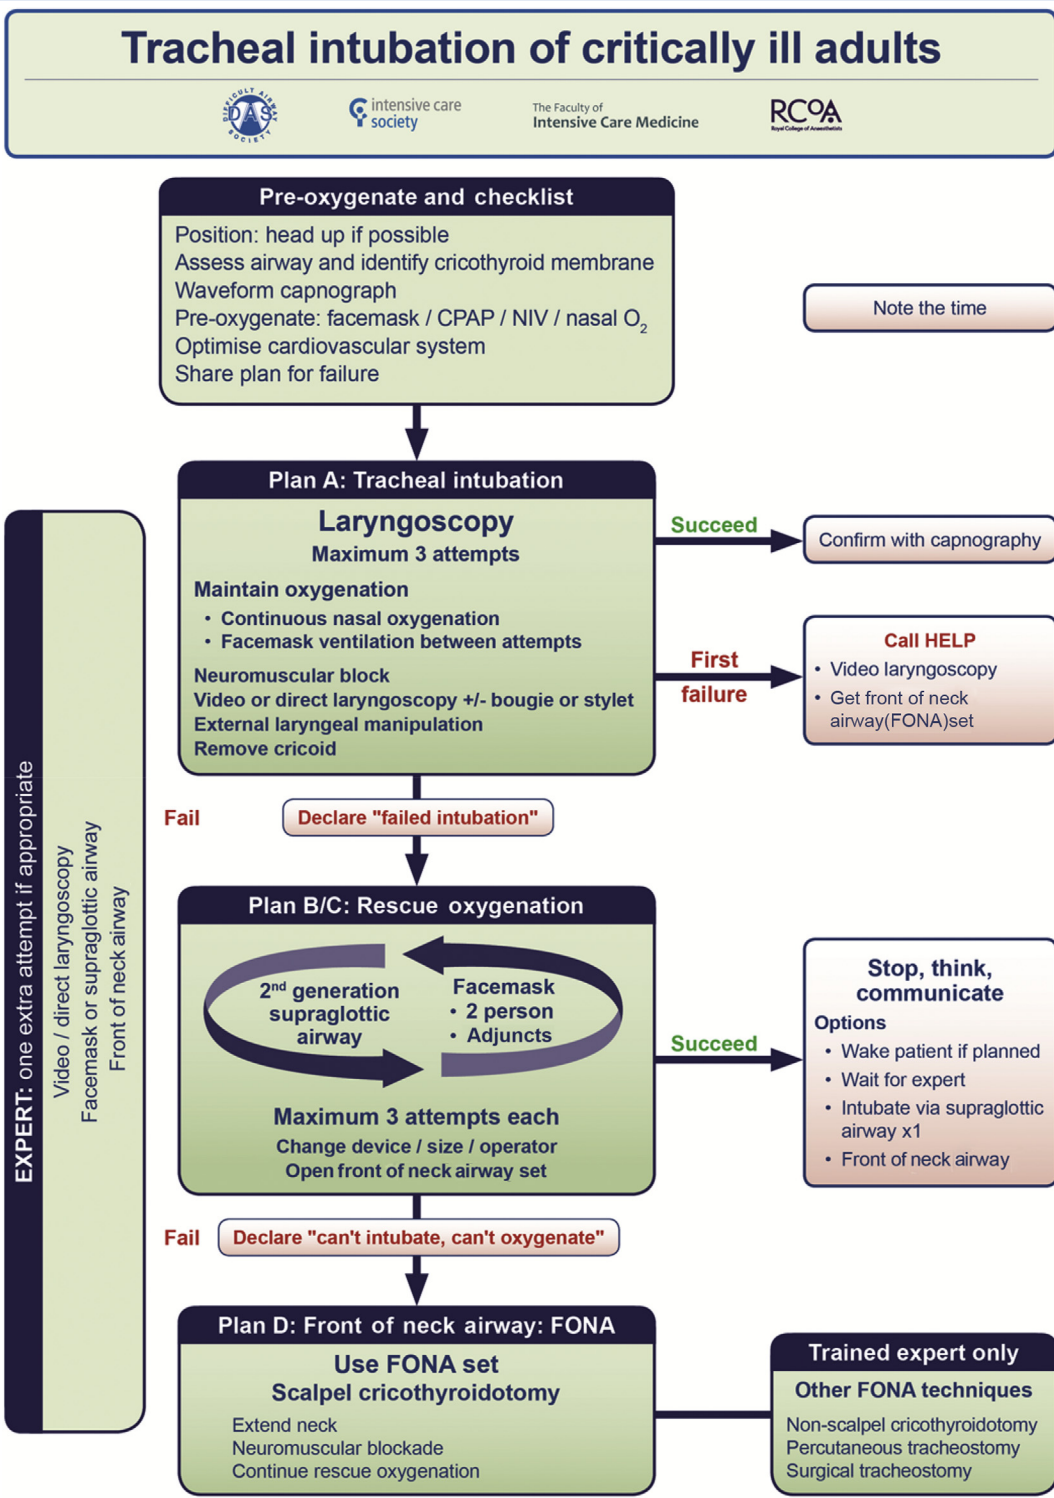 Tracheal intubation of critically ill adults
DIFFICULT AIRWAY
DAS
SOCIETY
intensive care
society
The Faculty of
Intensive Care Medicine
RCoA
Royal College of Anaesthetists
Pre-oxygenate and checklist
Position: head up if possible
Assess airway and identify cricothyroid membrane
Waveform capnograph
Pre-oxygenate: facemask / CPAP / NIV / nasal O2
Optimise cardiovascular system
Share plan for failure
Note the time
Plan A: Tracheal intubation
Laryngoscopy
Maximum 3 attempts
Maintain oxygenation
• Continuous nasal oxygenation
• Facemask ventilation between attempts
Neuromuscular block
Video or direct laryngoscopy +/- bougie or stylet
External laryngeal manipulation
Remove cricoid
Succeed
Confirm with capnography
First
failure
Call HELP
• Video laryngoscopy
• Get front of neck
airway(FONA)set
Fail
Declare "failed intubation"
Plan B/C: Rescue oxygenation
2nd generation
supraglottic
airway
Facemask
• 2 person
• Adjuncts
Maximum 3 attempts each
Change device / size / operator
Open front of neck airway set
Succeed
Stop, think,
communicate
Options
• Wake patient if planned
• Wait for expert
• Intubate via supraglottic
airway x1
• Front of neck airway
Fail
Declare "can't intubate, can't oxygenate"
Plan D: Front of neck airway: FONA
Use FONA set
Scalpel cricothyroidotomy
Extend neck
Neuromuscular blockade
Continue rescue oxygenation
Trained expert only
Other FONA techniques
Non-scalpel cricothyroidotomy
Percutaneous tracheostomy
Surgical tracheostomy
EXPERT: one extra attempt if appropriate
Video / direct laryngoscopy
Facemask or supraglottic airway
Front of neck airway